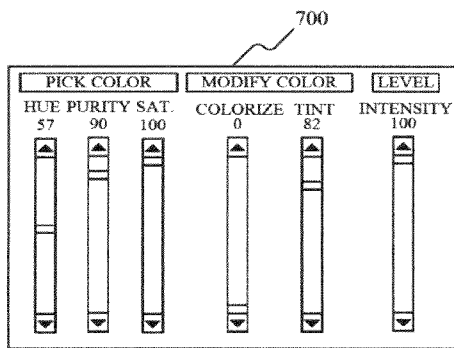 700
PICK COLOR MODIFY COLOR LEVEL
HUE PURITY SAT. COLORIZE TINT INTENSITY
57 90 100 0 82 100